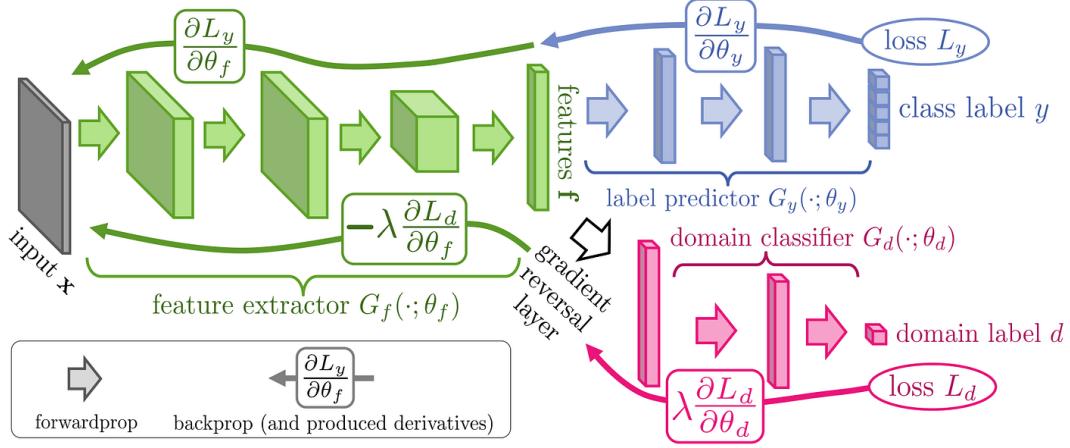 ∂L_y/∂θ_f
∂L_y/∂θ_y
loss L_y
features f
class label y
label predictor G_y(·; θ_y)
input x
−λ ∂L_d/∂θ_f
feature extractor G_f(·; θ_f)
gradient
reversal
layer
domain classifier G_d(·; θ_d)
domain label d
λ ∂L_d/∂θ_d
loss L_d
forwardprop
∂L_y/∂θ_f
backprop (and produced derivatives)